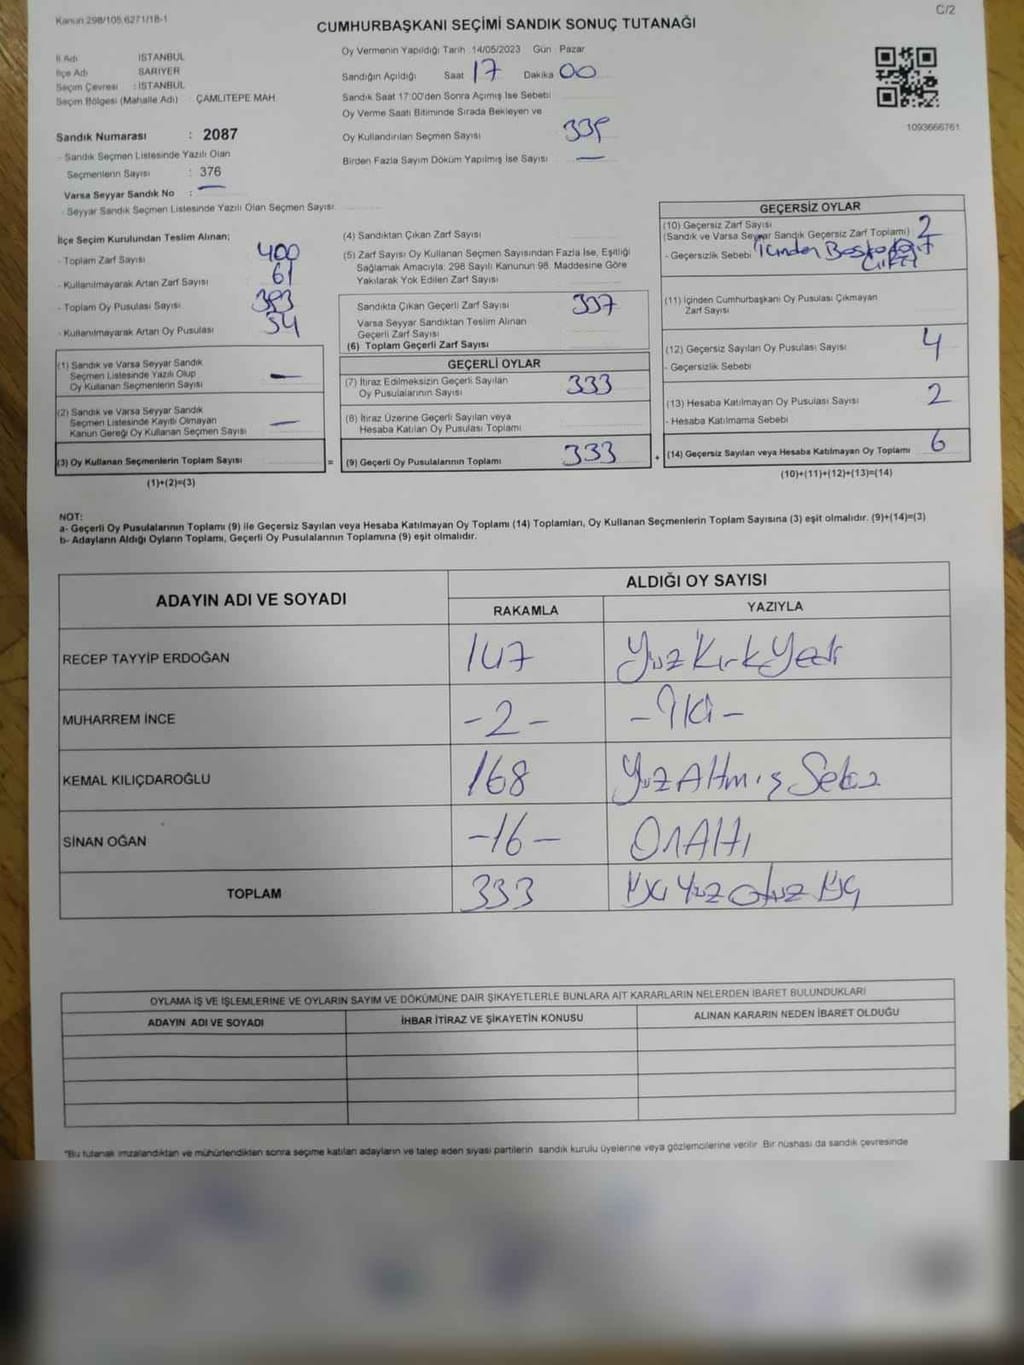 Kanun 298/105,6271/18-1
C/2
CUMHURBAŞKANI SEÇİMİ SANDIK SONUÇ TUTANAĞI
İl Adı : İSTANBUL
İlçe Adı : SARIYER
Seçim Çevresi : İSTANBUL
Seçim Bölgesi (Mahalle Adı) : ÇAMLITEPE MAH
Sandık Numarası : 2087
- Sandık Seçmen Listesinde Yazılı Olan
Seçmenlerin Sayısı : 376
Varsa Seyyar Sandık No : —
- Seyyar Sandık Seçmen Listesinde Yazılı Olan Seçmen Sayısı
Oy Vermenin Yapıldığı Tarih : 14/05/2023 Gün : Pazar
Sandığın Açıldığı Saat 17 Dakika 00
Sandık Saat 17:00'den Sonra Açılmış İse Sebebi
Oy Verme Saati Bitiminde Sırada Bekleyen ve
Oy Kullandırılan Seçmen Sayısı 339
Birden Fazla Sayım Döküm Yapılmış İse Sayısı —
1093666761
İlçe Seçim Kurulundan Teslim Alınan;
- Toplam Zarf Sayısı 400
- Kullanılmayarak Artan Zarf Sayısı 61
- Toplam Oy Pusulası Sayısı 393
- Kullanılmayarak Artan Oy Pusulası 54
(1) Sandık ve Varsa Seyyar Sandık
Seçmen Listesinde Yazılı Olup
Oy Kullanan Seçmenlerin Sayısı —
(2) Sandık ve Varsa Seyyar Sandık
Seçmen Listesinde Kayıtlı Olmayan
Kanun Gereği Oy Kullanan Seçmen Sayısı —
(3) Oy Kullanan Seçmenlerin Toplam Sayısı
(1)+(2)=(3)
(4) Sandıktan Çıkan Zarf Sayısı
(5) Zarf Sayısı Oy Kullanan Seçmen Sayısından Fazla İse, Eşitliği
Sağlamak Amacıyla; 298 Sayılı Kanunun 98. Maddesine Göre
Yakılarak Yok Edilen Zarf Sayısı
Sandıkta Çıkan Geçerli Zarf Sayısı 337
Varsa Seyyar Sandıktan Teslim Alınan
Geçerli Zarf Sayısı
(6) Toplam Geçerli Zarf Sayısı
GEÇERLİ OYLAR
(7) İtiraz Edilmeksizin Geçerli Sayılan
Oy Pusulalarının Sayısı 333
(8) İtiraz Üzerine Geçerli Sayılan veya
Hesaba Katılan Oy Pusulası Toplamı
= (9) Geçerli Oy Pusulalarının Toplamı 333
GEÇERSİZ OYLAR
(10) Geçersiz Zarf Sayısı
(Sandık ve Varsa Seyyar Sandık Geçersiz Zarf Toplamı) 2
- Geçersizlik Sebebi
(11) İçinden Cumhurbaşkanı Oy Pusulası Çıkmayan
Zarf Sayısı
(12) Geçersiz Sayılan Oy Pusulası Sayısı 4
- Geçersizlik Sebebi
(13) Hesaba Katılmayan Oy Pusulası Sayısı 2
- Hesaba Katılmama Sebebi
+ (14) Geçersiz Sayılan veya Hesaba Katılmayan Oy Toplamı 6
(10)+(11)+(12)+(13)=(14)
NOT:
a- Geçerli Oy Pusulalarının Toplamı (9) ile Geçersiz Sayılan veya Hesaba Katılmayan Oy Toplamı (14) Toplamları, Oy Kullanan Seçmenlerin Toplam Sayısına (3) eşit olmalıdır. (9)+(14)=(3)
b- Adayların Aldığı Oyların Toplamı, Geçerli Oy Pusulalarının Toplamına (9) eşit olmalıdır.
ADAYIN ADI VE SOYADI
ALDIĞI OY SAYISI
RAKAMLA YAZIYLA
RECEP TAYYİP ERDOĞAN 147 Yüz Kırk Yedi
MUHARREM İNCE -2- -İki-
KEMAL KILIÇDAROĞLU 168 Yüz Altmış Sekiz
SİNAN OĞAN -16- On Altı
TOPLAM 333 Yüz Otuz Üç
OYLAMA İŞ VE İŞLEMLERİNE VE OYLARIN SAYIM VE DÖKÜMÜNE DAİR ŞİKAYETLERLE BUNLARA AİT KARARLARIN NELERDEN İBARET BULUNDUKLARI
ADAYIN ADI VE SOYADI İHBAR İTİRAZ VE ŞİKAYETİN KONUSU ALINAN KARARIN NEDEN İBARET OLDUĞU
"Bu tutanak imzalandıktan ve mühürlendikten sonra seçime katılan adayların ve talep eden siyasi partilerin sandık kurulu üyelerine veya gözlemcilerine verilir. Bir nüshası da sandık çevresinde